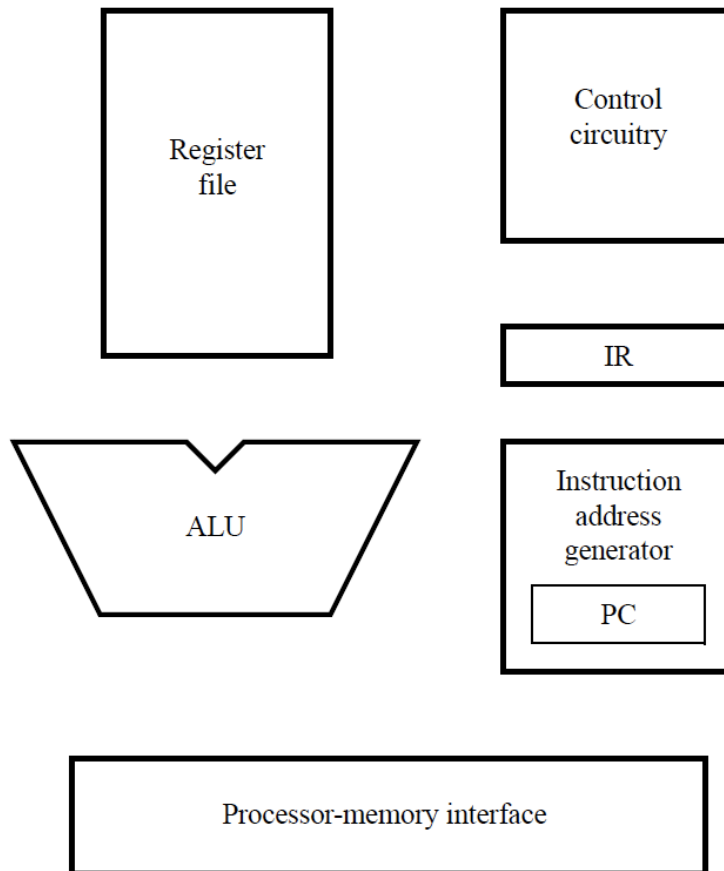 Register
file
Control
circuitry
IR
ALU
Instruction
address
generator
PC
Processor-memory interface